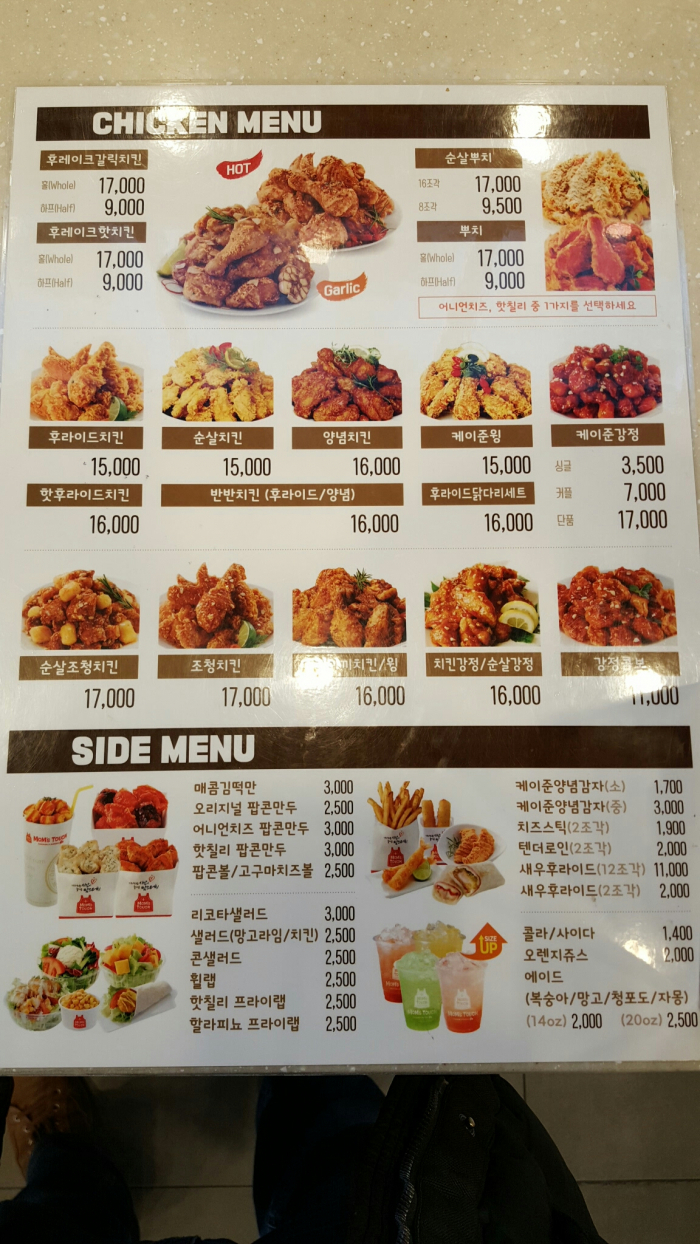 CHICKEN MENU
후레이크갈릭치킨
홀(Whole) 17,000
하프(Half) 9,000
후레이크핫치킨
홀(Whole) 17,000
하프(Half) 9,000
HOT
Garlic
순살뿌치
16조각 17,000
8조각 9,500
뿌치
홀(Whole) 17,000
하프(Half) 9,000
어니언치즈, 핫칠리 중 1가지를 선택하세요
후라이드치킨
15,000
순살치킨
15,000
양념치킨
16,000
케이준윙
15,000
케이준강정
싱글 3,500
커플 7,000
단품 17,000
핫후라이드치킨
16,000
반반치킨 (후라이드/양념)
16,000
후라이드닭다리세트
16,000
순살조청치킨
17,000
조청치킨
17,000
치킨/윙
16,000
치킨강정/순살강정
16,000
강정콤보
SIDE MENU
매콤김떡만 3,000
오리지널 팝콘만두 2,500
어니언치즈 팝콘만두 3,000
핫칠리 팝콘만두 3,000
팝콘볼/고구마치즈볼 2,500
리코타샐러드 3,000
샐러드(망고라임/치킨) 2,500
콘샐러드 2,500
휠랩 2,500
핫칠리 프라이랩 2,500
할라피뇨 프라이랩 2,500
케이준양념감자(소) 1,700
케이준양념감자(중) 3,000
치즈스틱(2조각) 1,900
텐더로인(2조각) 2,000
새우후라이드(12조각) 11,000
새우후라이드(2조각) 2,000
SIZE UP
콜라/사이다 1,400
오렌지쥬스 2,000
에이드
(복숭아/망고/청포도/자몽)
(14oz) 2,000 (20oz) 2,500